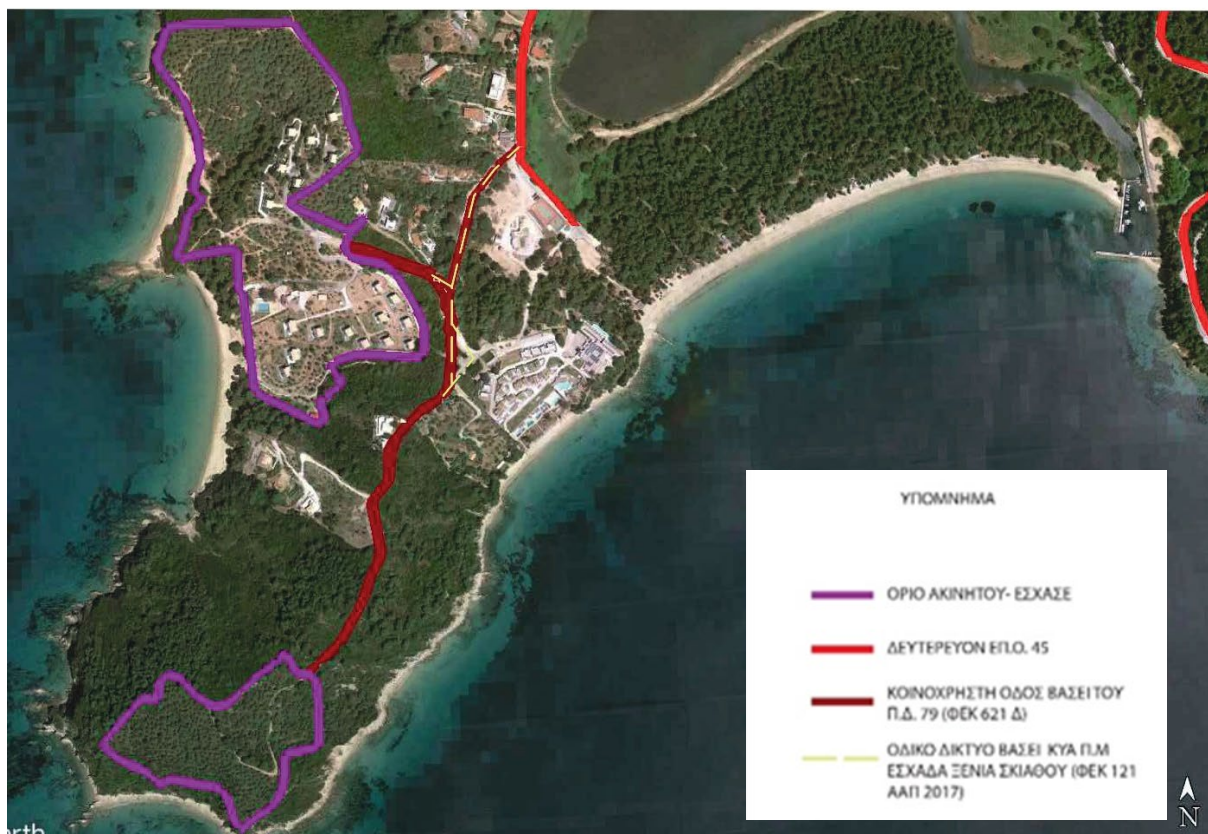 ΥΠΟΜΝΗΜΑ
ΟΡΙΟ ΑΚΙΝΗΤΟΥ- ΕΣΧΑΣΕ
ΔΕΥΤΕΡΕΥΟΝ ΕΠ.Ο. 45
ΚΟΙΝΟΧΡΗΣΤΗ ΟΔΟΣ ΒΑΣΕΙ ΤΟΥ
Π.Δ. 79 (ΦΕΚ 621 Δ)
ΟΔΙΚΟ ΔΙΚΤΥΟ ΒΑΣΕΙ ΚΥΑ Π.Μ
ΕΣΧΑΔΑ ΞΕΝΙΑ ΣΚΙΑΘΟΥ (ΦΕΚ 121
ΑΑΠ 2017)
N